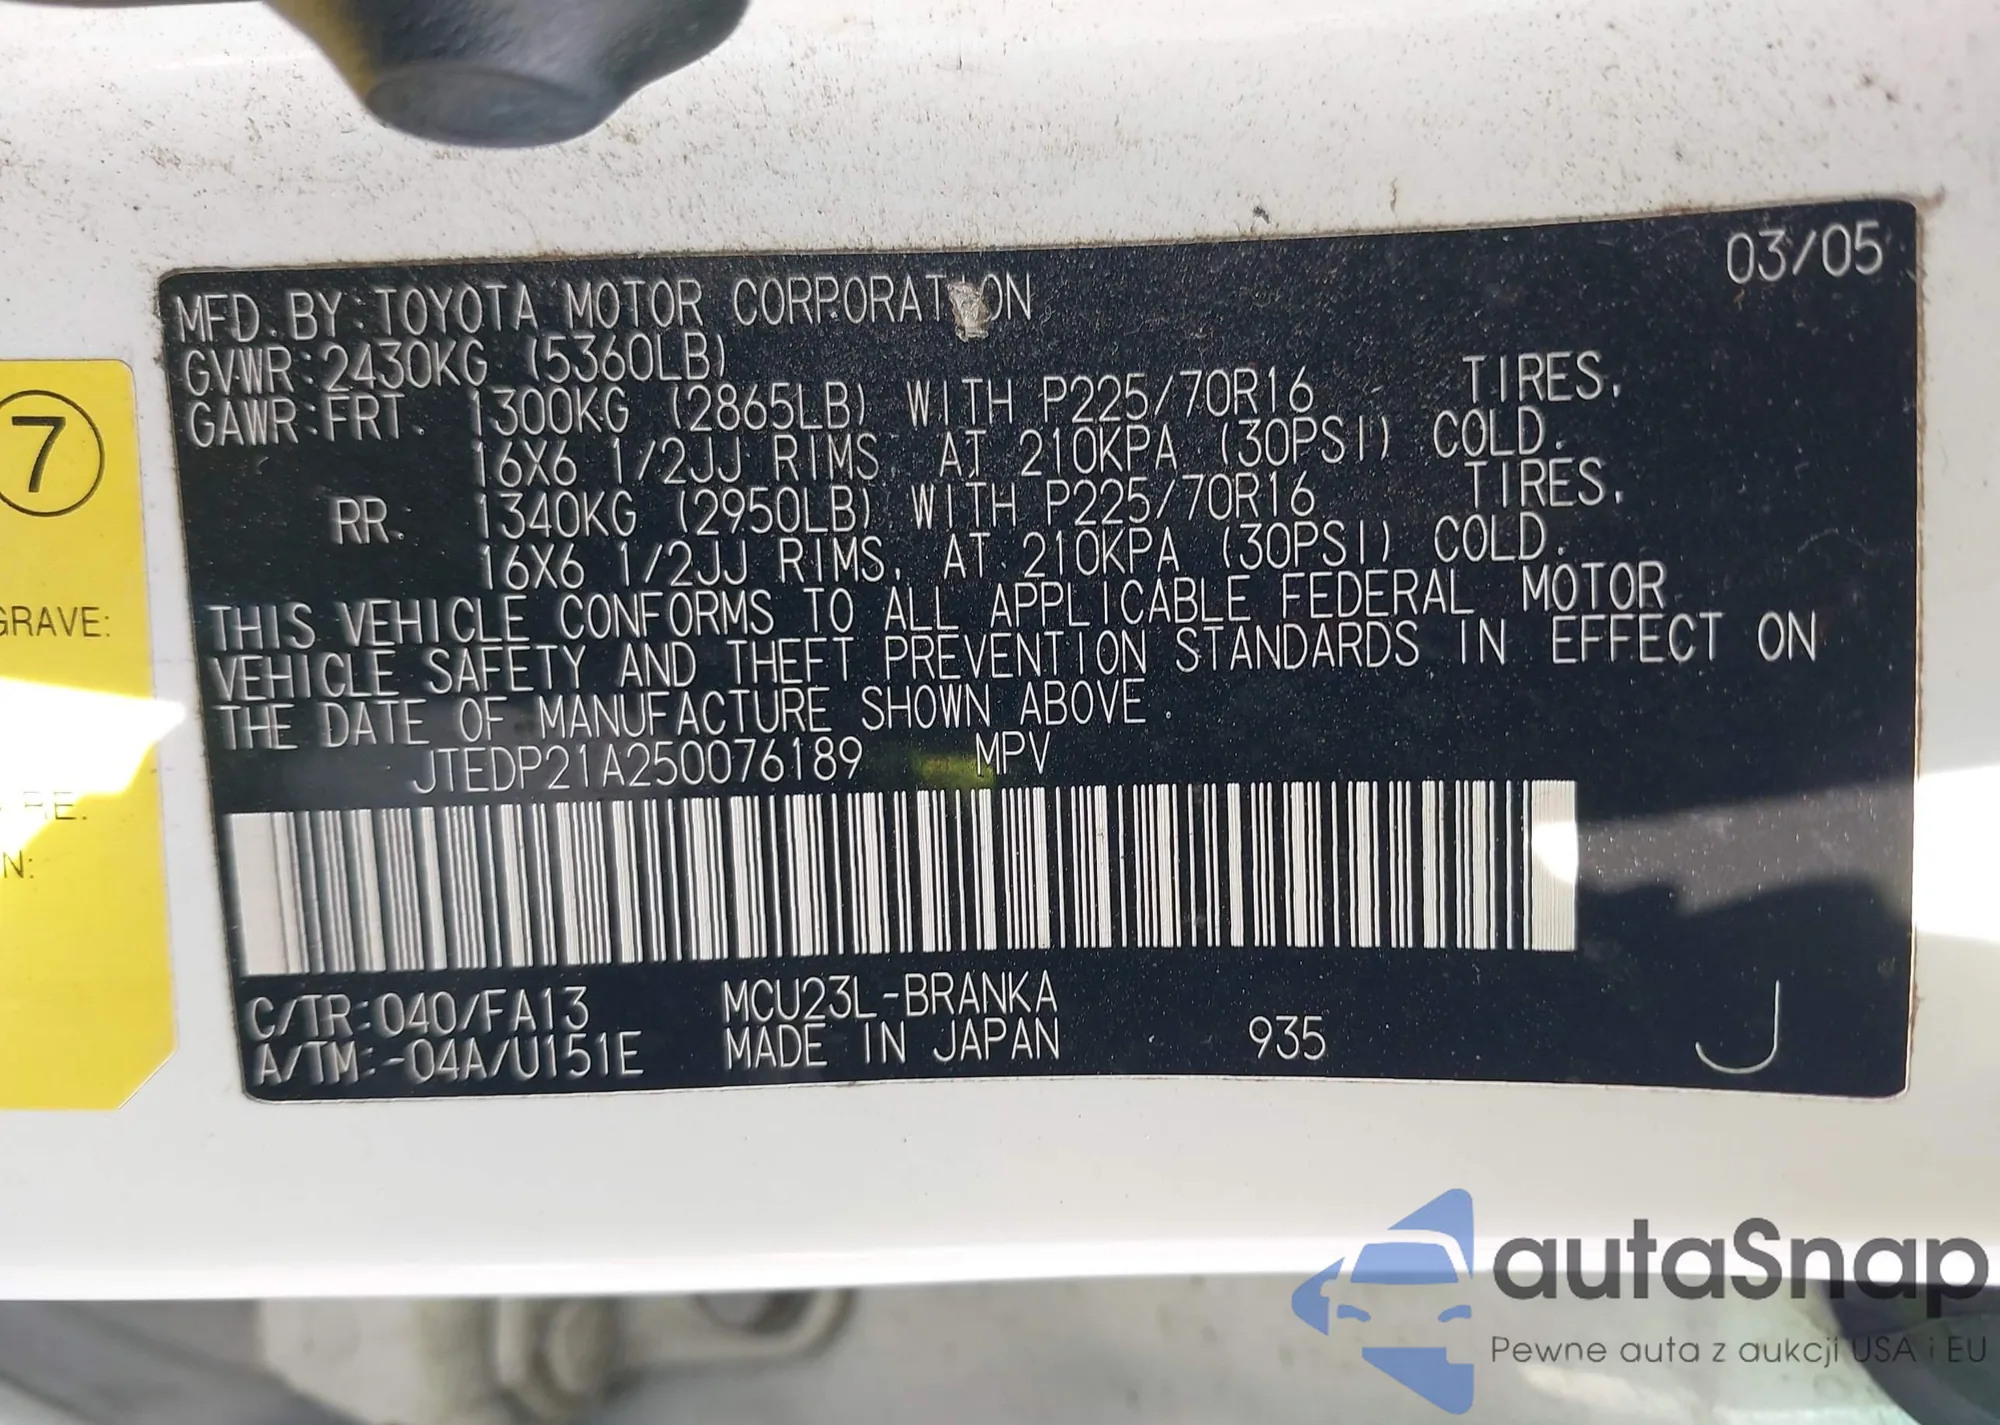 03/05
MFD. BY: TOYOTA MOTOR CORPORATION
GVWR: 2430KG (5360LB)
GAWR: FRT. 1300KG (2865LB) WITH P225/70R16 TIRES,
16X6 1/2JJ RIMS, AT 210KPA (30PSI) COLD.
RR. 1340KG (2950LB) WITH P225/70R16 TIRES,
16X6 1/2JJ RIMS, AT 210KPA (30PSI) COLD.
THIS VEHICLE CONFORMS TO ALL APPLICABLE FEDERAL MOTOR
VEHICLE SAFETY AND THEFT PREVENTION STANDARDS IN EFFECT ON
THE DATE OF MANUFACTURE SHOWN ABOVE.
JTEDP21A250076189 MPV
C/TR: 040/FA13 MCU23L-BRANKA
A/TM: -04A/U151E MADE IN JAPAN 935 J
7
GRAVE:
RE:
N:
autaSnap
Pewne auta z aukcji USA i EU